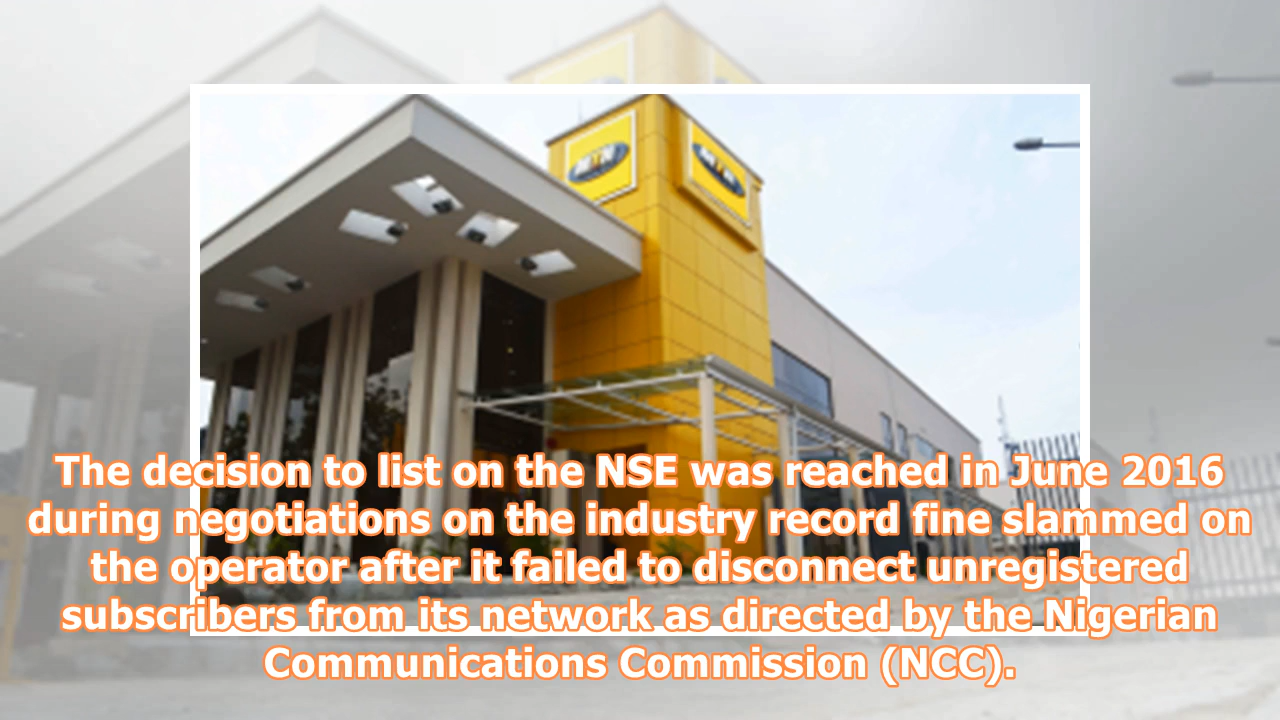 MTN
MTN
The decision to list on the NSE was reached in June 2016
during negotiations on the industry record fine slammed on
the operator after it failed to disconnect unregistered
subscribers from its network as directed by the Nigerian
Communications Commission (NCC).